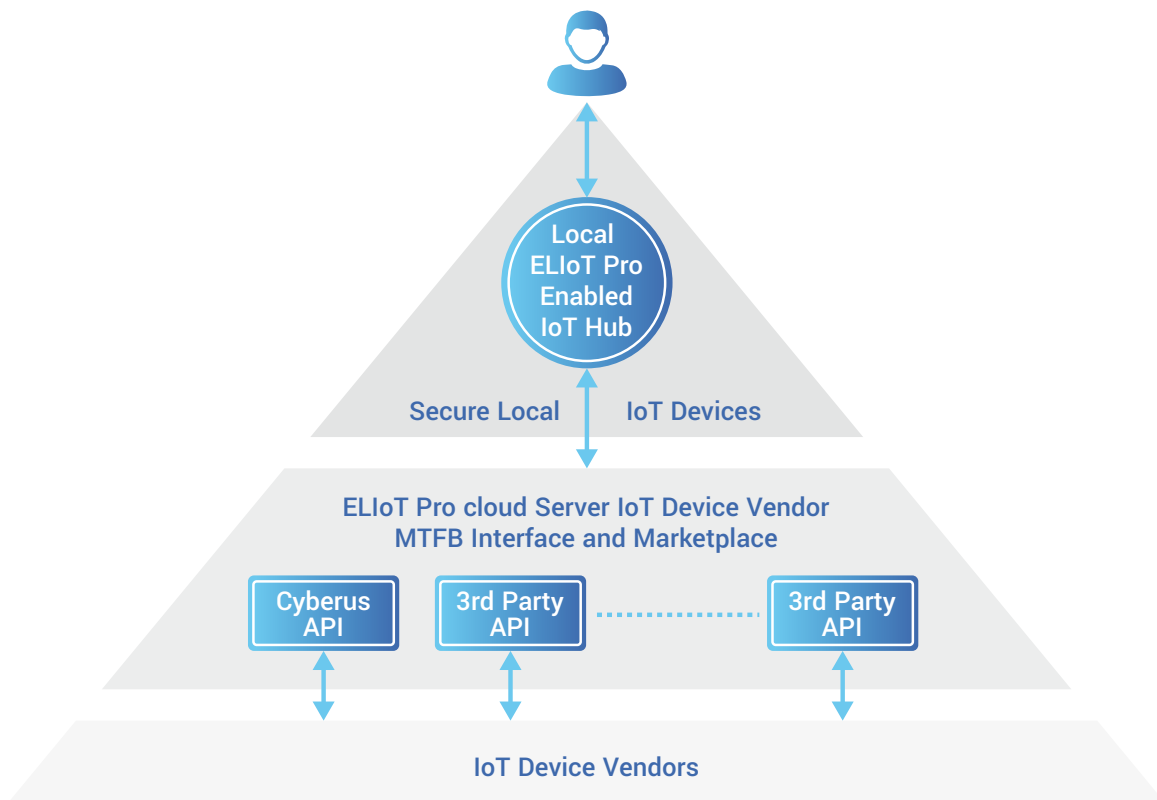 Local
ELIoT Pro
Enabled
IoT Hub
Secure Local IoT Devices
ELIoT Pro cloud Server IoT Device Vendor
MTFB Interface and Marketplace
Cyberus
API
3rd Party
API
3rd Party
API
IoT Device Vendors